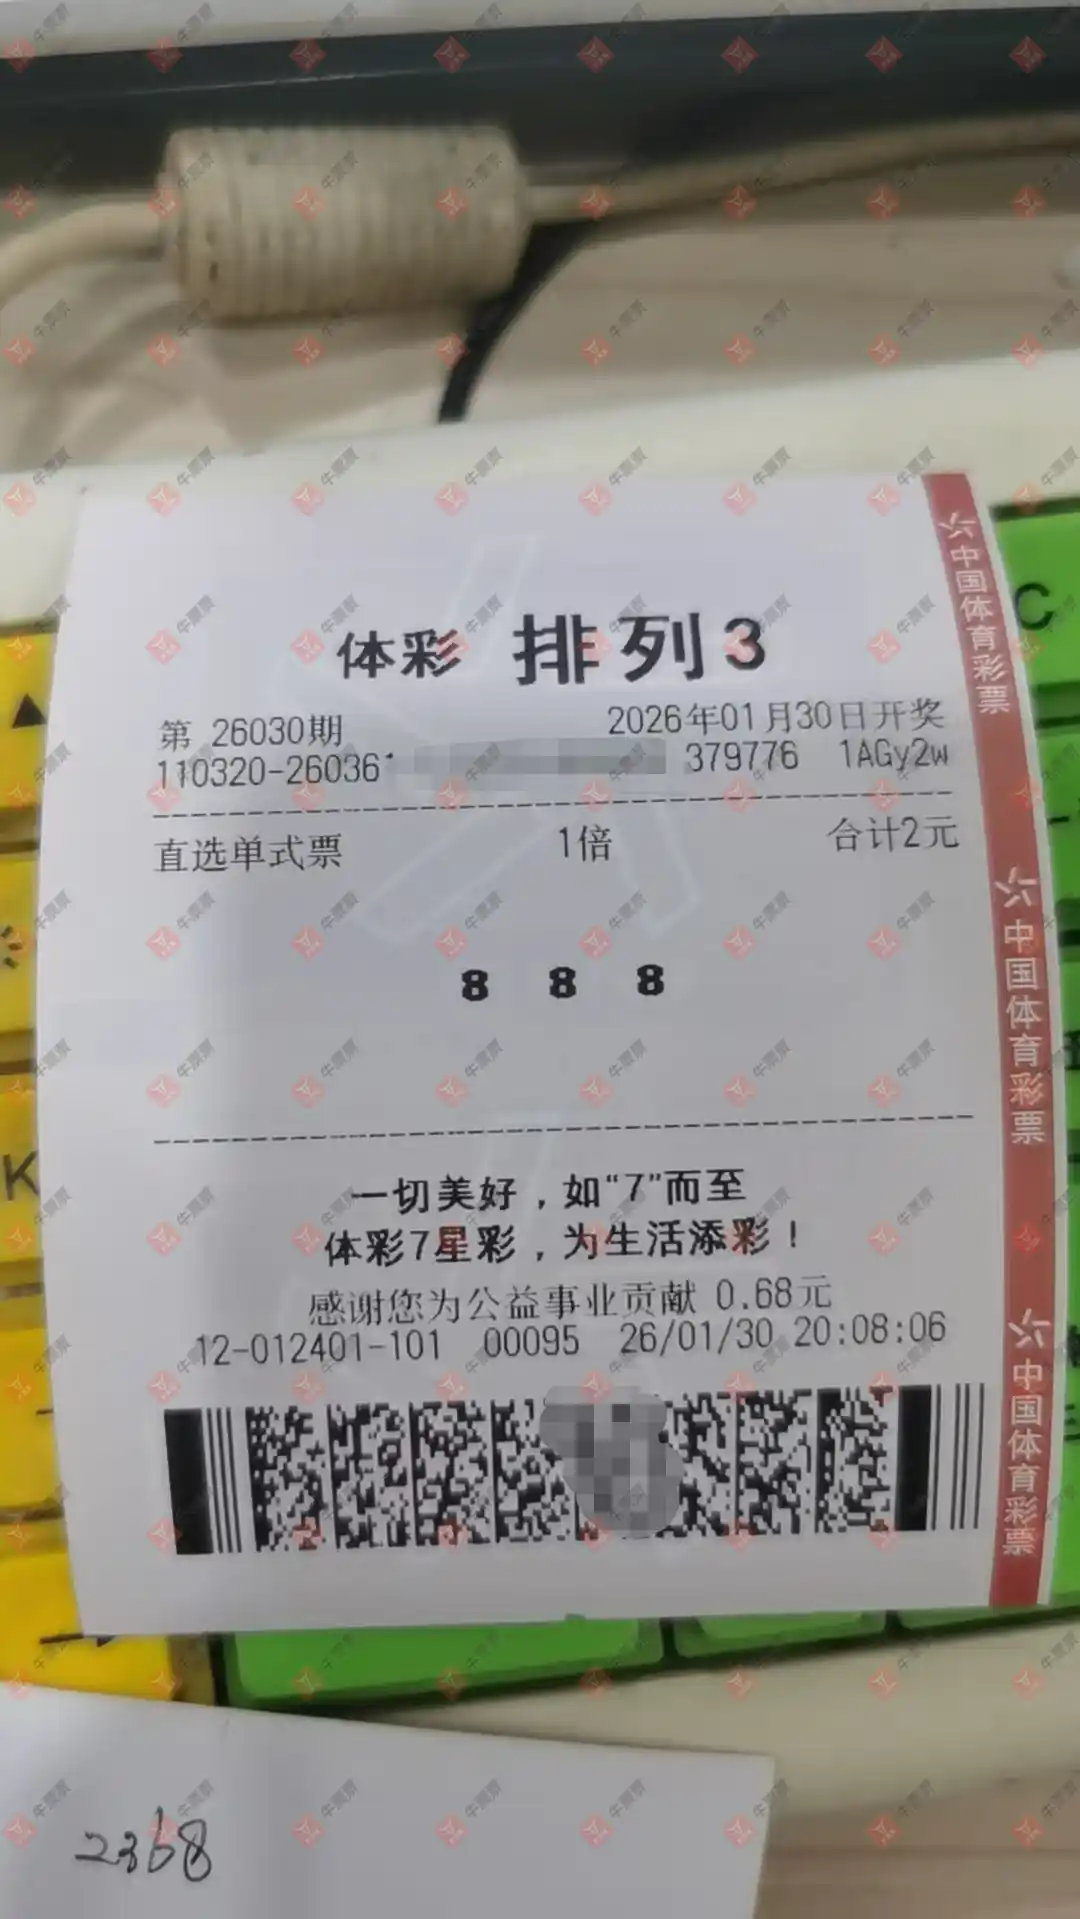 体彩 排列3
第 26030期 2026年01月30日开奖
110320-26036 379776 1AGy2w
直选单式票 1倍 合计2元
8 8 8
一切美好，如“7”而至
体彩7星彩，为生活添彩！
感谢您为公益事业贡献 0.68元
12-012401-101 00095 26/01/30 20:08:06
中国体育彩票
中国体育彩票
中国体育彩票
C
K
2368
牛票票